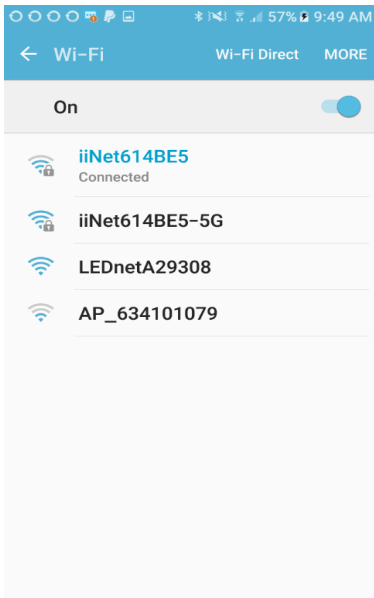 57% 9:49 AM
Wi-Fi Wi-Fi Direct MORE
On
iiNet614BE5
Connected
iiNet614BE5-5G
LEDnetA29308
AP_634101079